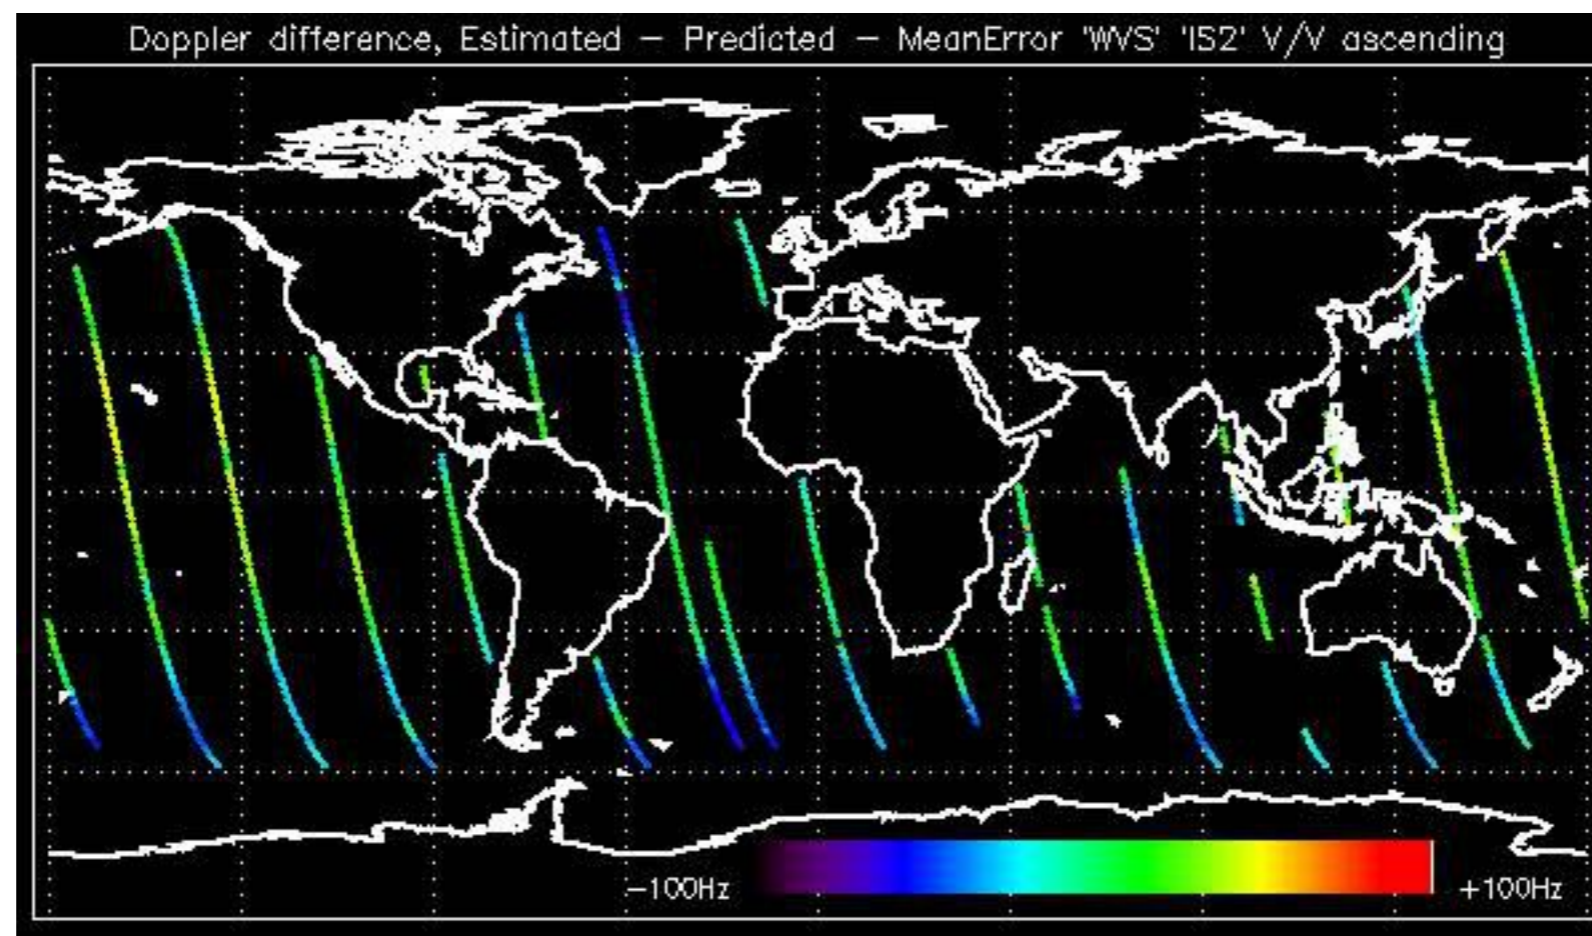 Doppler difference, Estimated − Predicted − MeanError 'WVS' 'IS2' V/V ascending
−100Hz
+100Hz